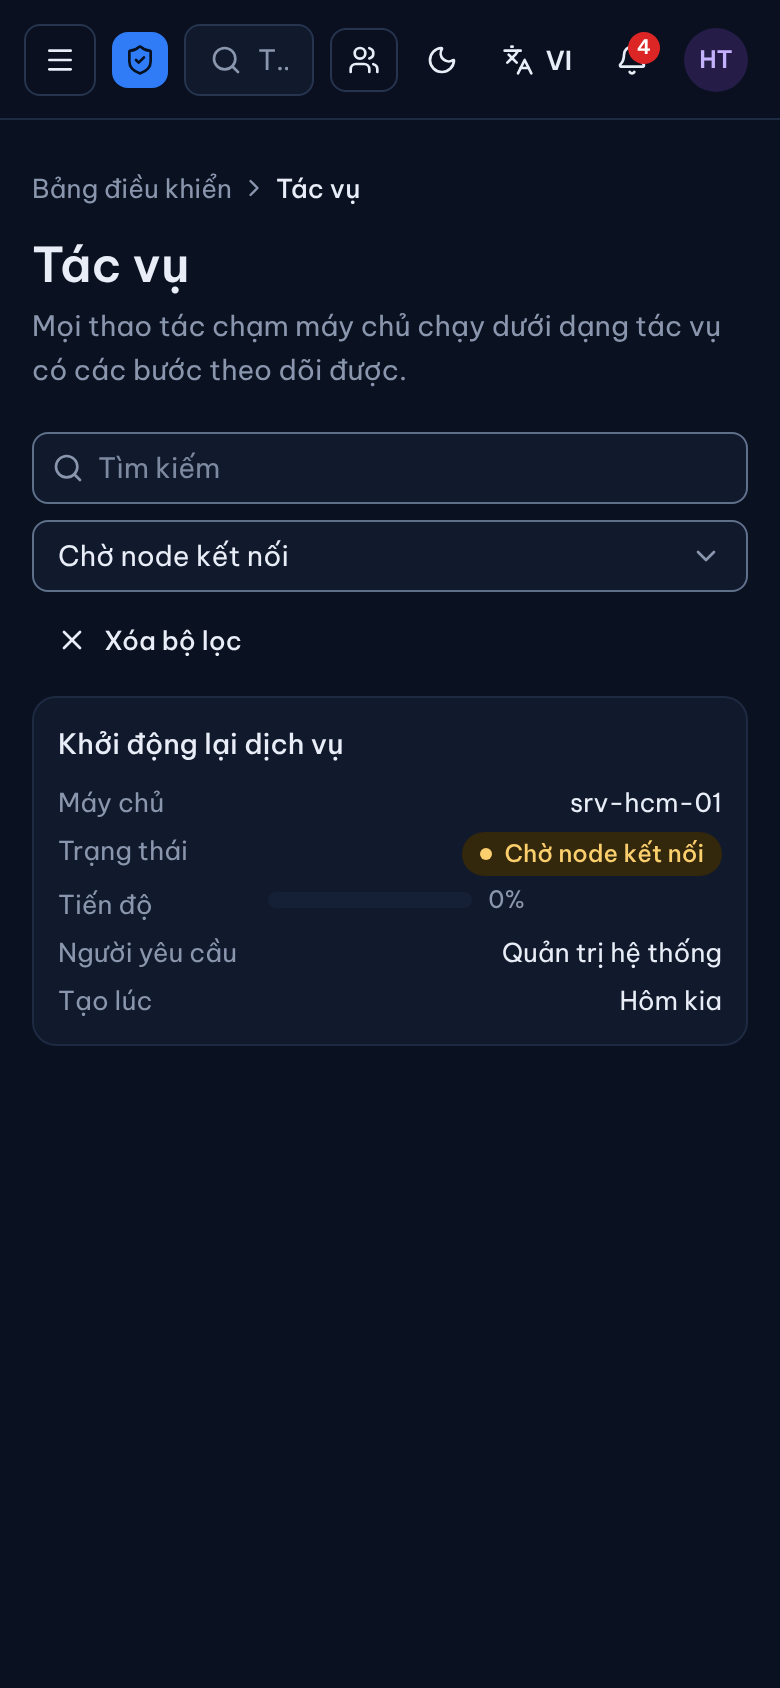 T..
VI
4
HT
Bảng điều khiển > Tác vụ
Tác vụ
Mọi thao tác chạm máy chủ chạy dưới dạng tác vụ
có các bước theo dõi được.
Tìm kiếm
Chờ node kết nối
Xóa bộ lọc
Khởi động lại dịch vụ
Máy chủ srv-hcm-01
Trạng thái Chờ node kết nối
Tiến độ 0%
Người yêu cầu Quản trị hệ thống
Tạo lúc Hôm kia